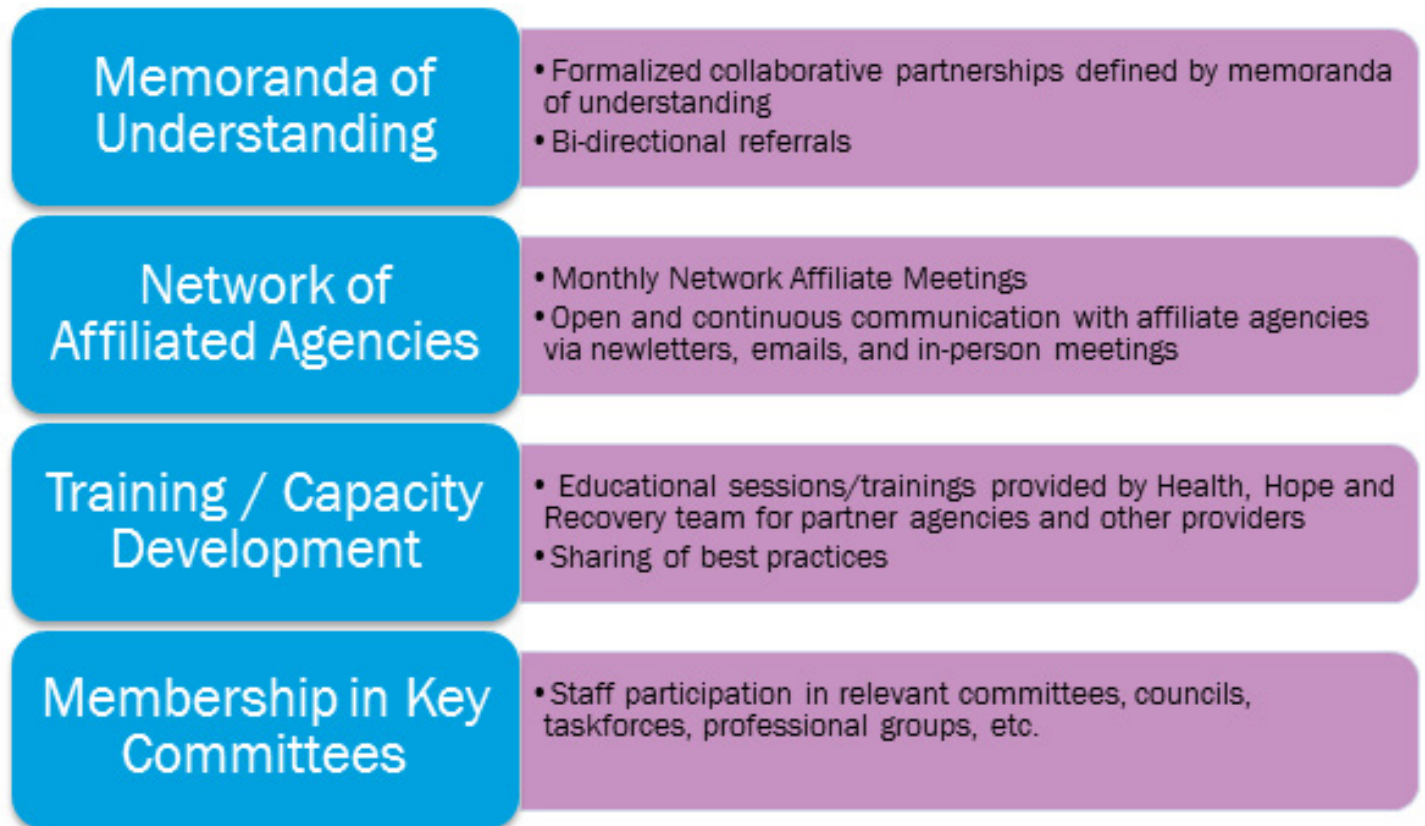 Memoranda of
Understanding
• Formalized collaborative partnerships defined by memoranda
of understanding
• Bi-directional referrals
Network of
Affiliated Agencies
• Monthly Network Affiliate Meetings
• Open and continuous communication with affiliate agencies
via newletters, emails, and in-person meetings
Training / Capacity
Development
• Educational sessions/trainings provided by Health, Hope and
Recovery team for partner agencies and other providers
• Sharing of best practices
Membership in Key
Committees
• Staff participation in relevant committees, councils,
taskforces, professional groups, etc.